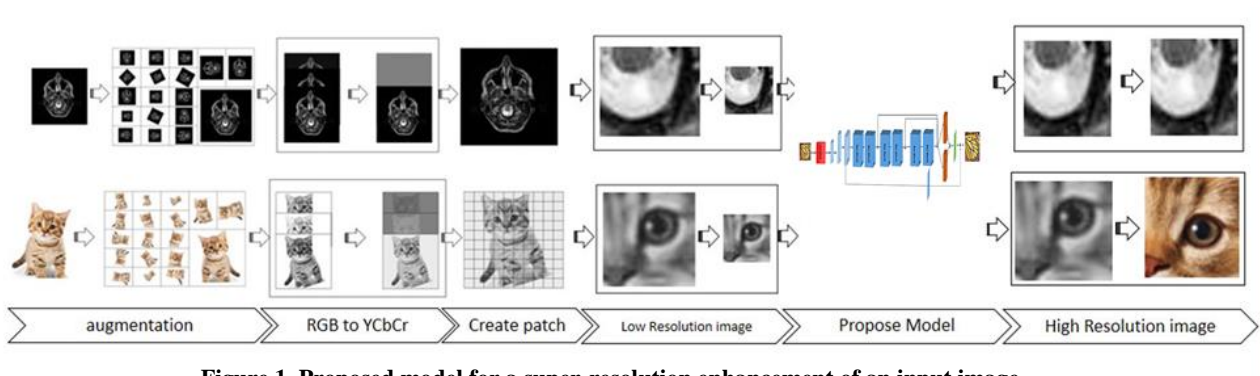 augmentation
RGB to YCbCr
Create patch
Low Resolution image
Propose Model
High Resolution image
Figure 1. Proposed model for a super-resolution enhancement of an input image